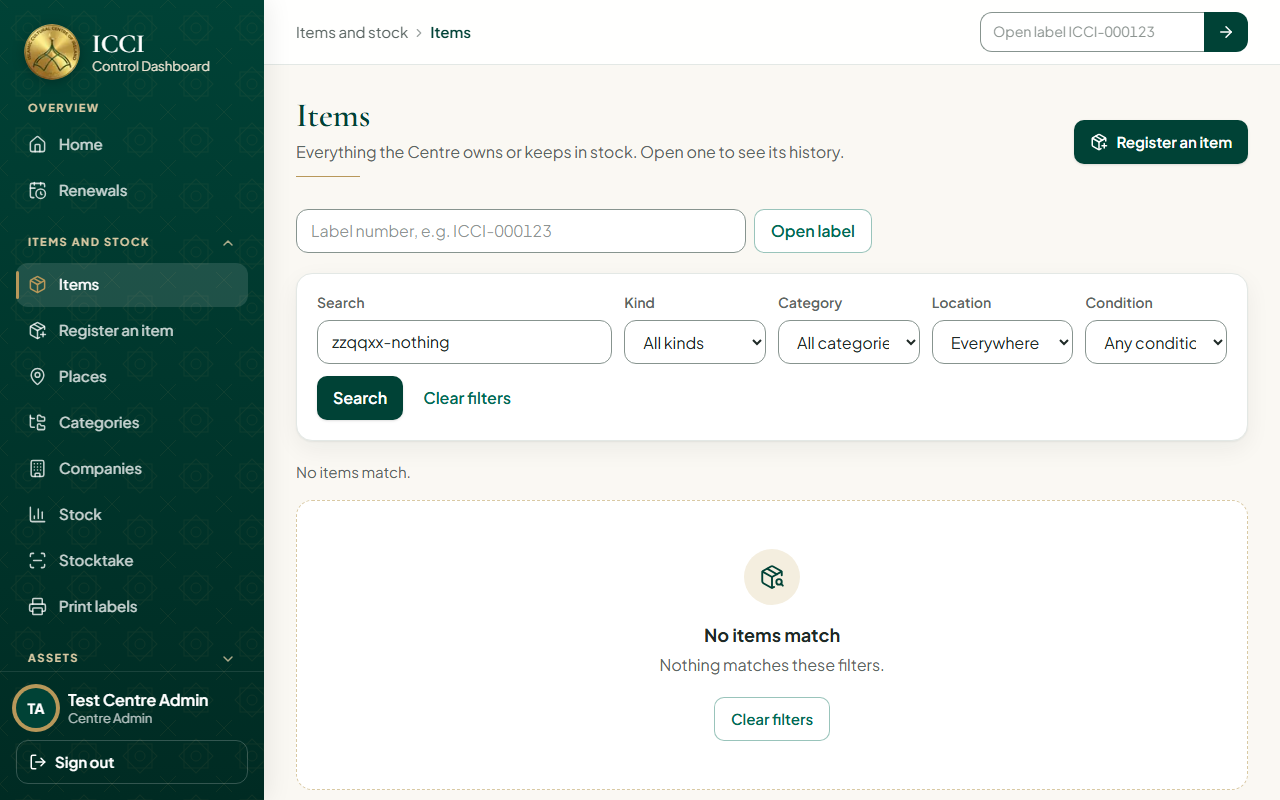 ICCI
Control Dashboard
OVERVIEW
Home
Renewals
ITEMS AND STOCK
Items
Register an item
Places
Categories
Companies
Stock
Stocktake
Print labels
ASSETS
TA
Test Centre Admin
Centre Admin
Sign out
Items and stock > Items
Open label ICCI-000123
Items
Everything the Centre owns or keeps in stock. Open one to see its history.
Register an item
Label number, e.g. ICCI-000123
Open label
Search
Kind
Category
Location
Condition
zzqqxx-nothing
All kinds
All categorie
Everywhere
Any conditic
Search
Clear filters
No items match.
No items match
Nothing matches these filters.
Clear filters